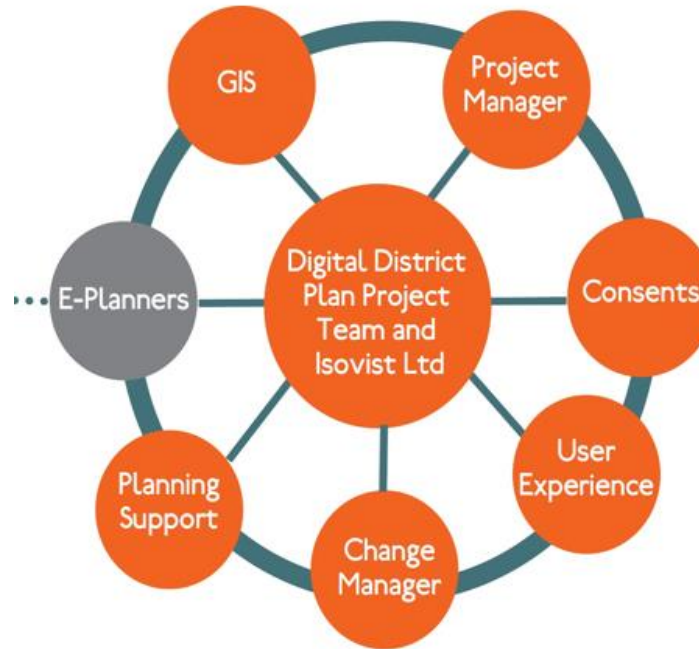 GIS
Project
Manager
E-Planners
Digital District
Plan Project
Team and
Isovist Ltd
Consents
Planning
Support
Change
Manager
User
Experience